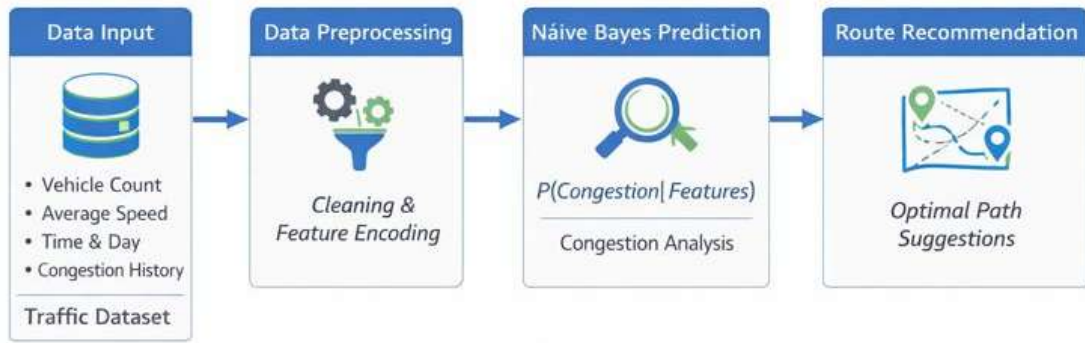 Data Input
• Vehicle Count
• Average Speed
• Time & Day
• Congestion History
Traffic Dataset
Data Preprocessing
Cleaning &
Feature Encoding
Náive Bayes Prediction
P(Congestion| Features)
Congestion Analysis
Route Recommendation
Optimal Path
Suggestions